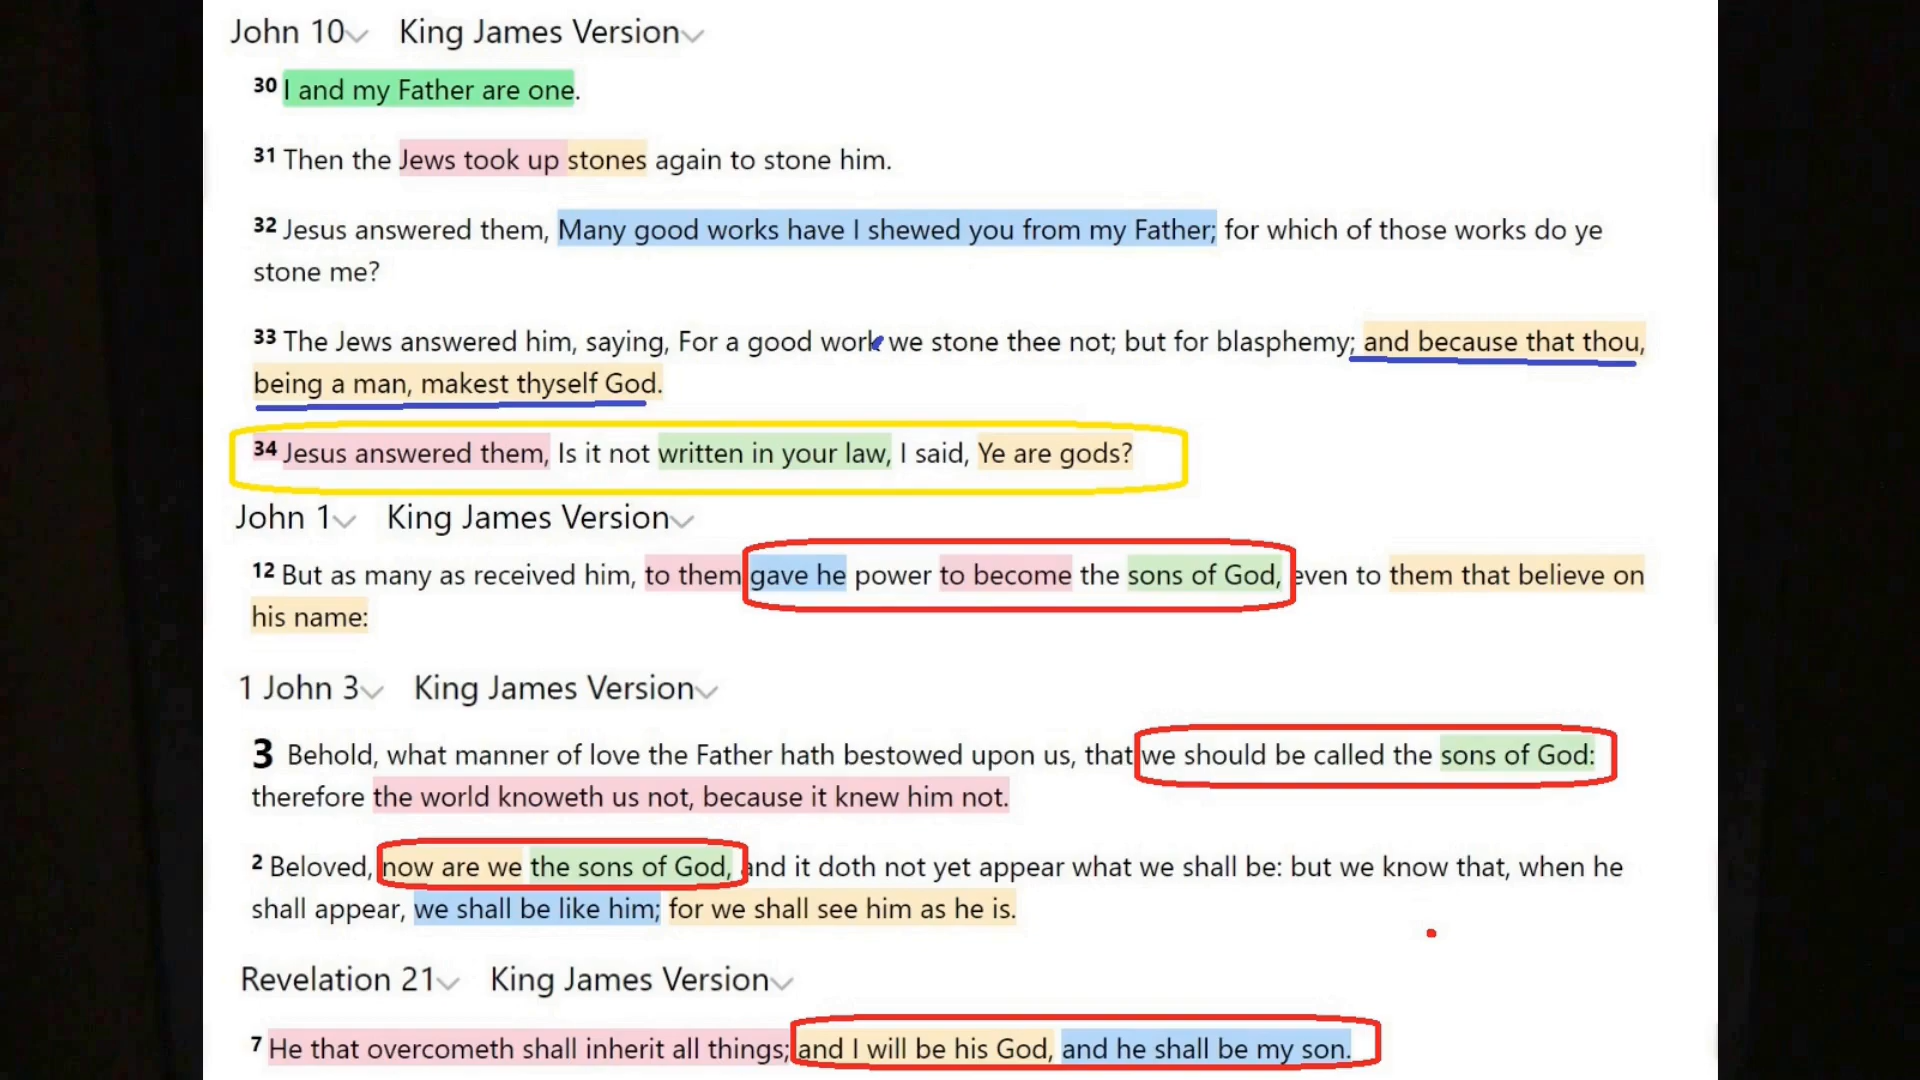 John 10 King James Version
30 I and my Father are one.
31 Then the Jews took up stones again to stone him.
32 Jesus answered them, Many good works have I shewed you from my Father; for which of those works do ye
stone me?
33 The Jews answered him, saying, For a good work we stone thee not; but for blasphemy; and because that thou,
being a man, makest thyself God.
34 Jesus answered them, Is it not written in your law, I said, Ye are gods?
John 1 King James Version
12 But as many as received him, to them gave he power to become the sons of God, even to them that believe on
his name:
1 John 3 King James Version
3 Behold, what manner of love the Father hath bestowed upon us, that we should be called the sons of God:
therefore the world knoweth us not, because it knew him not.
2 Beloved, now are we the sons of God, and it doth not yet appear what we shall be: but we know that, when he
shall appear, we shall be like him; for we shall see him as he is.
Revelation 21 King James Version
7 He that overcometh shall inherit all things; and I will be his God, and he shall be my son.